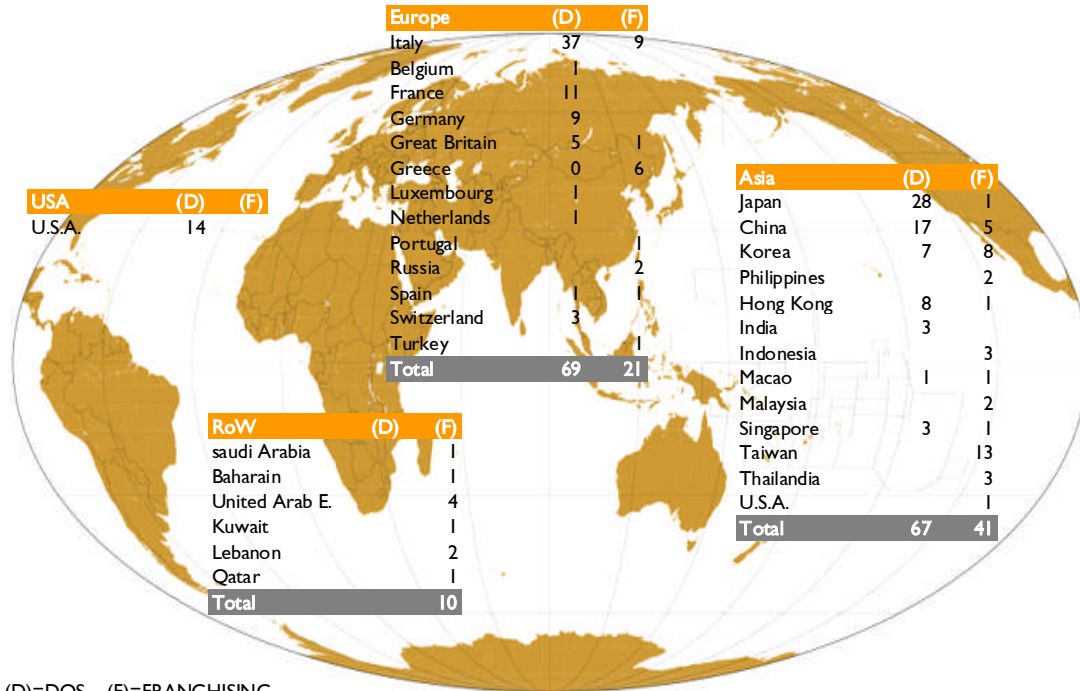 Europe (D) (F)
Italy 37 9
Belgium 1
France 11
Germany 9
Great Britain 5 1
Greece 0 6
Luxembourg 1
Netherlands 1
Portugal 1
Russia 2
Spain 1 1
Switzerland 3
Turkey 1
Total 69 21
USA (D) (F)
U.S.A. 14
Asia (D) (F)
Japan 28 1
China 17 5
Korea 7 8
Philippines 2
Hong Kong 8 1
India 3
Indonesia 3
Macao 1 1
Malaysia 2
Singapore 3 1
Taiwan 13
Thailandia 3
U.S.A. 1
Total 67 41
RoW (D) (F)
saudi Arabia 1
Baharain 1
United Arab E. 4
Kuwait 1
Lebanon 2
Qatar 1
Total 10
(D)=DOS (F)=FRANCHISING